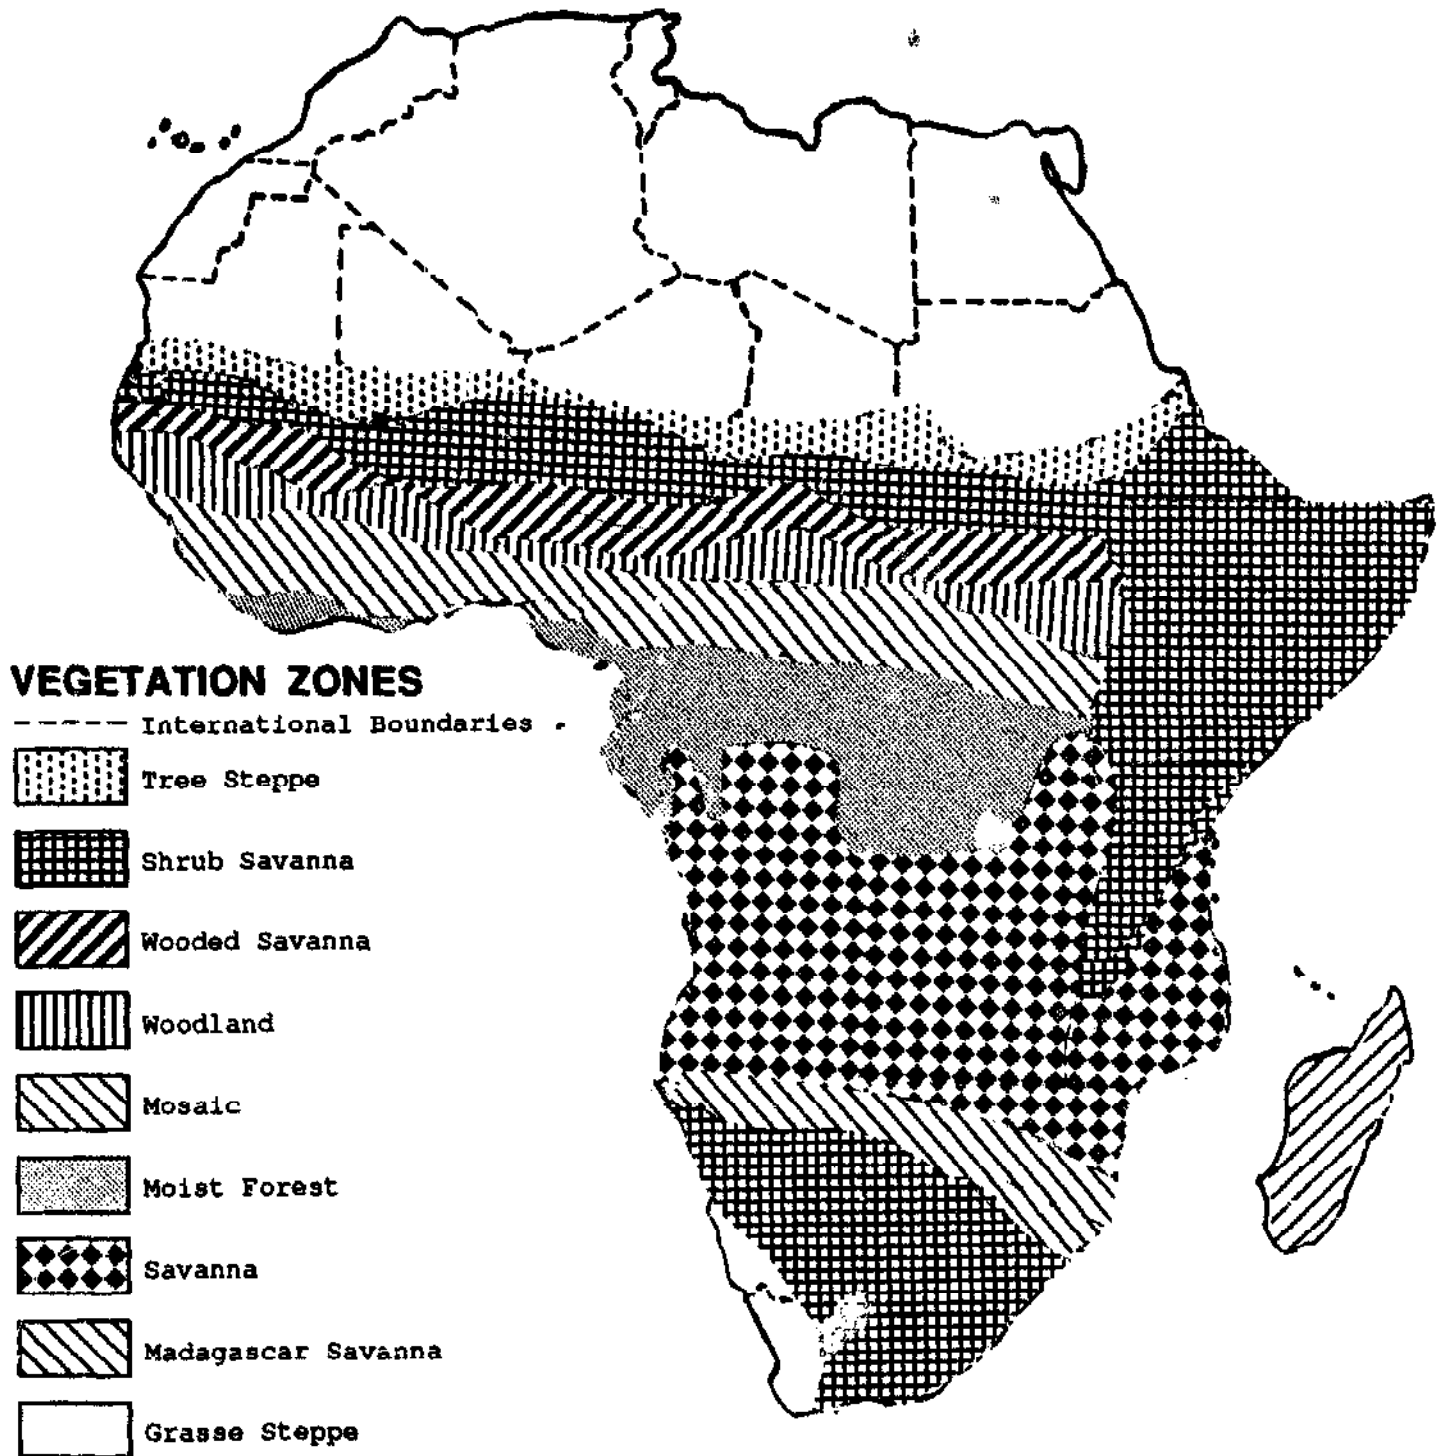 VEGETATION ZONES
International Boundaries
Tree Steppe
Shrub Savanna
Wooded Savanna
Woodland
Mosaic
Moist Forest
Savanna
Madagascar Savanna
Grasse Steppe